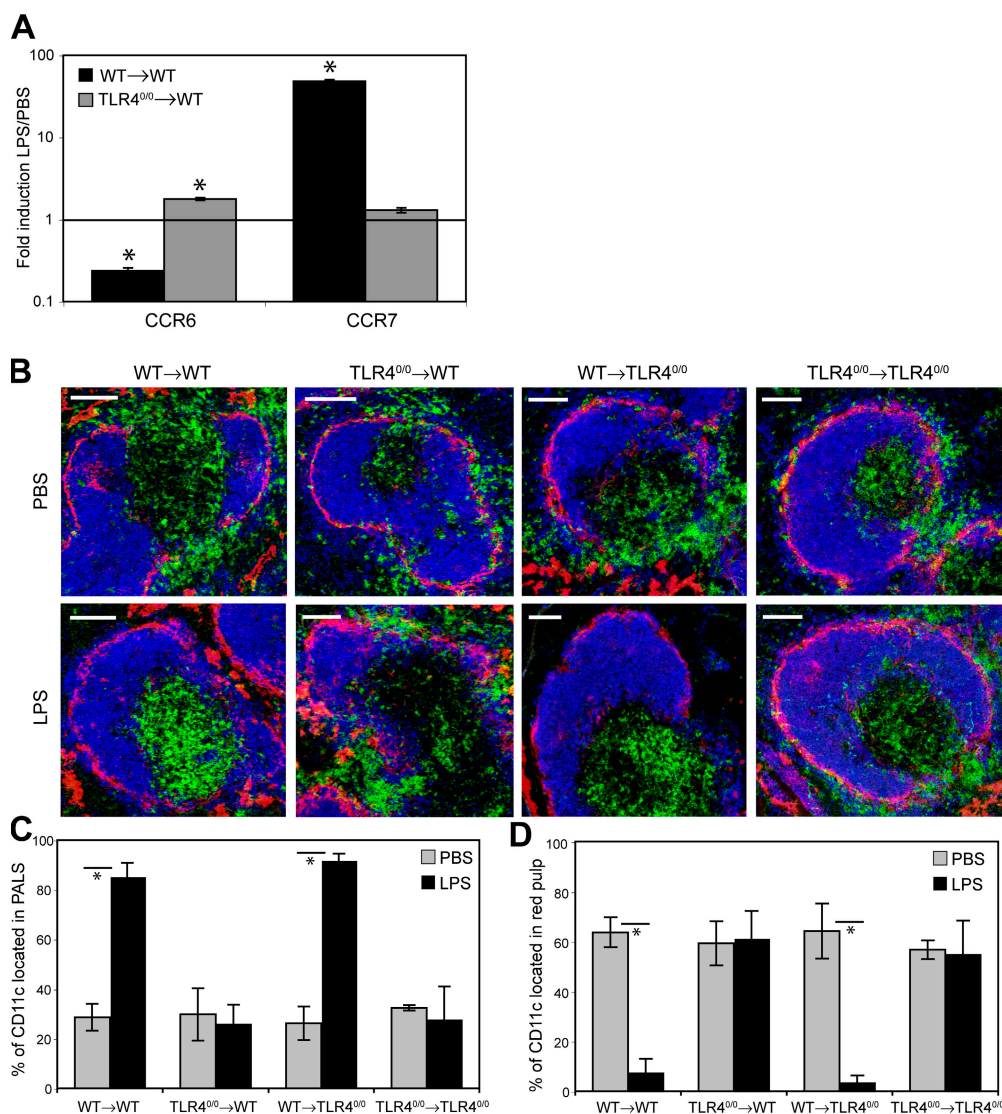 A
Fold induction LPS/PBS
100
10
1
0.1
WT→WT
TLR4⁰/⁰→WT
*
*
*
CCR6 CCR7
B
WT→WT TLR4⁰/⁰→WT WT→TLR4⁰/⁰ TLR4⁰/⁰→TLR4⁰/⁰
PBS
LPS
C
% of CD11c located in PALS
100
80
60
40
20
0
PBS
LPS
*
*
WT→WT TLR4⁰/⁰→WT WT→TLR4⁰/⁰ TLR4⁰/⁰→TLR4⁰/⁰
D
% of CD11c located in red pulp
100
80
60
40
20
0
PBS
LPS
*
*
WT→WT TLR4⁰/⁰→WT WT→TLR4⁰/⁰ TLR4⁰/⁰→TLR4⁰/⁰